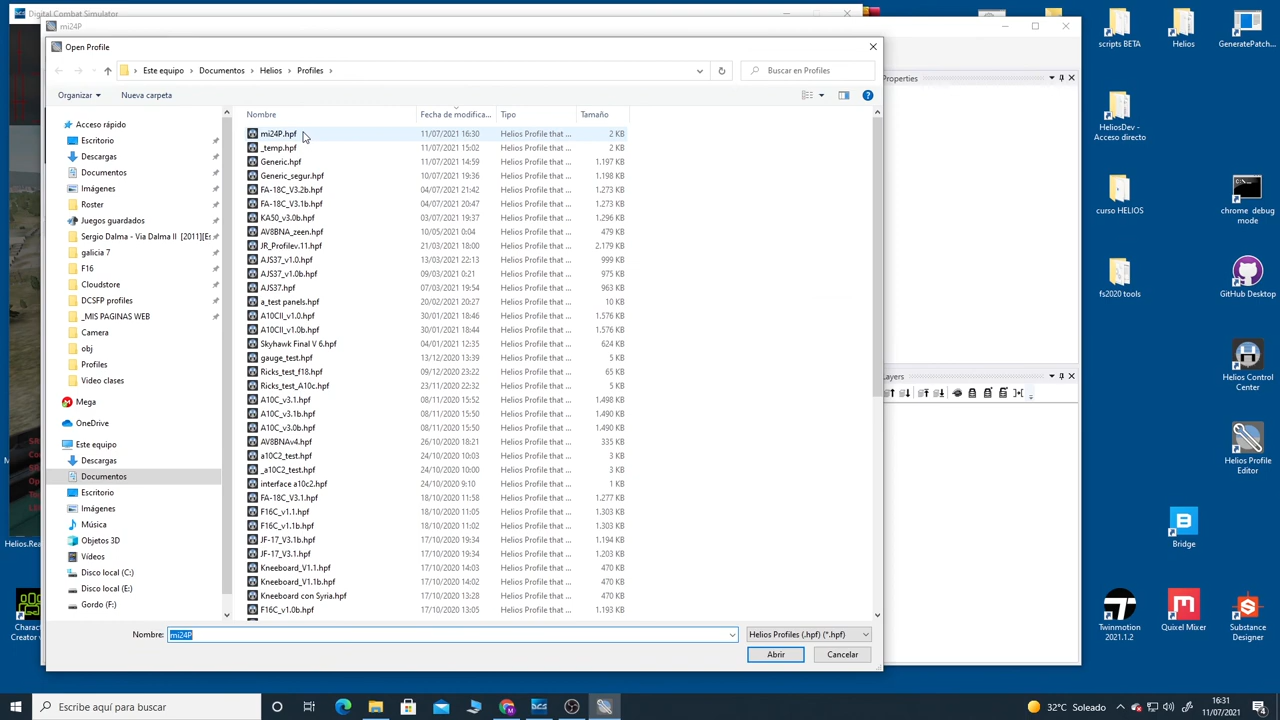 Digital Combat Simulator
mi24P
Open Profile
Este equipo
Documentos
Helios
Profiles
Buscar en Profiles
Organizar
Nueva carpeta
Acceso rápido
Escritorio
Descargas
Documentos
Imágenes
Roster
Juegos guardados
Sergio Dalma - Via Dalma II [2011][Es
galicia 7
F16
Cloudstore
DCSFP profiles
_MIS PAGINAS WEB
Camera
obj
Profiles
Video clases
Mega
OneDrive
Este equipo
Descargas
Documentos
Escritorio
Imágenes
Música
Objetos 3D
Vídeos
Disco local (C:)
Disco local (E:)
Gordo (F:)
Nombre Fecha de modifica... Tipo Tamaño
mi24P.hpf 11/07/2021 16:30 Helios Profile that ... 2 KB
_temp.hpf 11/07/2021 15:02 Helios Profile that ... 2 KB
Generic.hpf 11/07/2021 14:59 Helios Profile that ... 1.197 KB
Generic_segur.hpf 10/07/2021 19:36 Helios Profile that ... 1.198 KB
FA-18C_V3.2b.hpf 04/07/2021 21:42 Helios Profile that ... 1.273 KB
FA-18C_V3.1b.hpf 04/07/2021 20:47 Helios Profile that ... 1.273 KB
KA50_v3.0b.hpf 03/07/2021 19:37 Helios Profile that ... 1.296 KB
AV8BNA_zeen.hpf 10/05/2021 0:04 Helios Profile that ... 479 KB
JR_Profilev.11.hpf 21/03/2021 18:00 Helios Profile that ... 2.179 KB
AJS37_v1.0.hpf 13/03/2021 22:13 Helios Profile that ... 999 KB
AJS37_v1.0b.hpf 09/03/2021 0:21 Helios Profile that ... 975 KB
AJS37.hpf 07/03/2021 19:54 Helios Profile that ... 963 KB
a_test panels.hpf 20/02/2021 20:27 Helios Profile that ... 10 KB
A10CII_v1.0.hpf 30/01/2021 18:46 Helios Profile that ... 1.576 KB
A10CII_v1.0b.hpf 30/01/2021 18:44 Helios Profile that ... 1.576 KB
Skyhawk Final V 6.hpf 04/01/2021 12:35 Helios Profile that ... 624 KB
gauge_test.hpf 13/12/2020 13:39 Helios Profile that ... 5 KB
Ricks_test_f18.hpf 09/12/2020 23:22 Helios Profile that ... 65 KB
Ricks_test_A10c.hpf 23/11/2020 22:32 Helios Profile that ... 5 KB
A10C_v3.1.hpf 08/11/2020 15:52 Helios Profile that ... 1.498 KB
A10C_v3.1b.hpf 08/11/2020 15:50 Helios Profile that ... 1.490 KB
A10C_v3.0b.hpf 08/11/2020 15:50 Helios Profile that ... 1.490 KB
AV8BNAv4.hpf 26/10/2020 18:21 Helios Profile that ... 335 KB
a10C2_test.hpf 24/10/2020 10:03 Helios Profile that ... 3 KB
_a10C2_test.hpf 24/10/2020 10:00 Helios Profile that ... 3 KB
interface a10c2.hpf 24/10/2020 9:10 Helios Profile that ... 1 KB
FA-18C_V3.1.hpf 18/10/2020 11:58 Helios Profile that ... 1.277 KB
F16C_v1.1.hpf 18/10/2020 11:05 Helios Profile that ... 1.303 KB
F16C_v1.1b.hpf 18/10/2020 11:03 Helios Profile that ... 1.303 KB
JF-17_V3.1b.hpf 17/10/2020 19:36 Helios Profile that ... 1.194 KB
JF-17_V3.1.hpf 17/10/2020 19:34 Helios Profile that ... 1.203 KB
Kneeboard_V1.1.hpf 17/10/2020 14:03 Helios Profile that ... 470 KB
Kneeboard_V1.1b.hpf 17/10/2020 14:02 Helios Profile that ... 470 KB
Kneeboard con Syria.hpf 17/10/2020 13:28 Helios Profile that ... 470 KB
F16C_v1.0b.hpf 17/10/2020 13:05 Helios Profile that ... 1.193 KB
Nombre: mi24P
Helios Profiles (.hpf) (*.hpf)
Abrir
Cancelar
Properties
ayers
scripts BETA
Helios
GeneratePatch...
HeliosDev -
Acceso directo
curso HELIOS
chrome debug
mode
fs2020 tools
GitHub Desktop
Helios Control
Center
Helios Profile
Editor
Bridge
Twinmotion
2021.1.2
Quixel Mixer
Substance
Designer
Helios.Rea
Charact
Creator v
Escribe aquí para buscar
32°C Soleado
16:31
11/07/2021